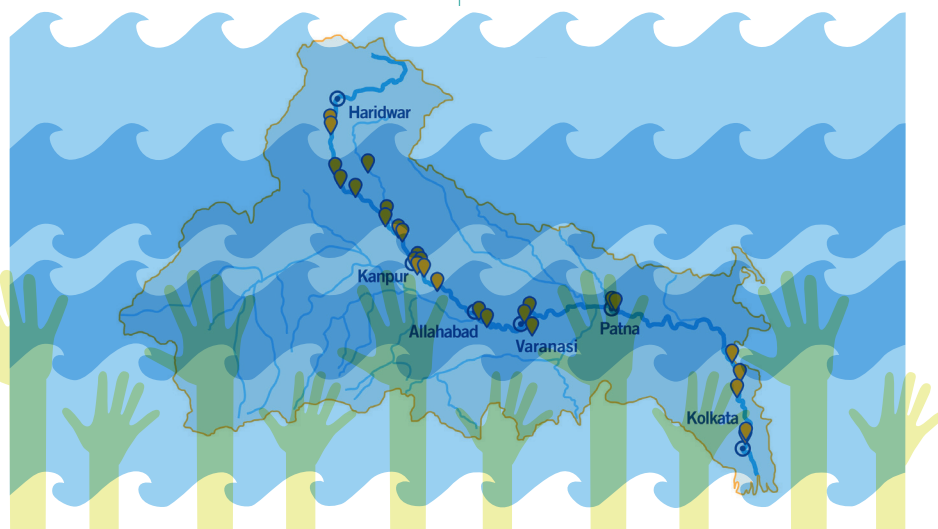 Haridwar
Kanpur
Allahabad
Varanasi
Patna
Kolkata